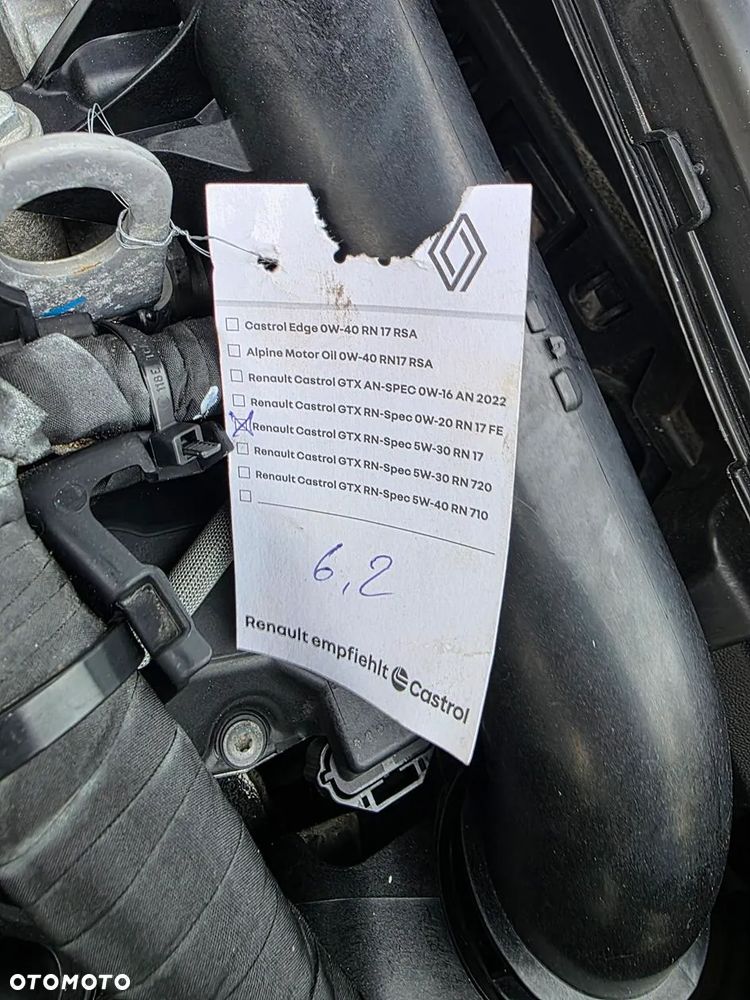 Castrol Edge 0W-40 RN 17 RSA
Alpine Motor Oil 0W-40 RN17 RSA
Renault Castrol GTX AN-SPEC 0W-16 AN 2022
Renault Castrol GTX RN-Spec 0W-20 RN 17 FE
Renault Castrol GTX RN-Spec 5W-30 RN 17
Renault Castrol GTX RN-Spec 5W-30 RN 720
Renault Castrol GTX RN-Spec 5W-40 RN 710
6,2
Renault empfiehlt Castrol
OTOMOTO